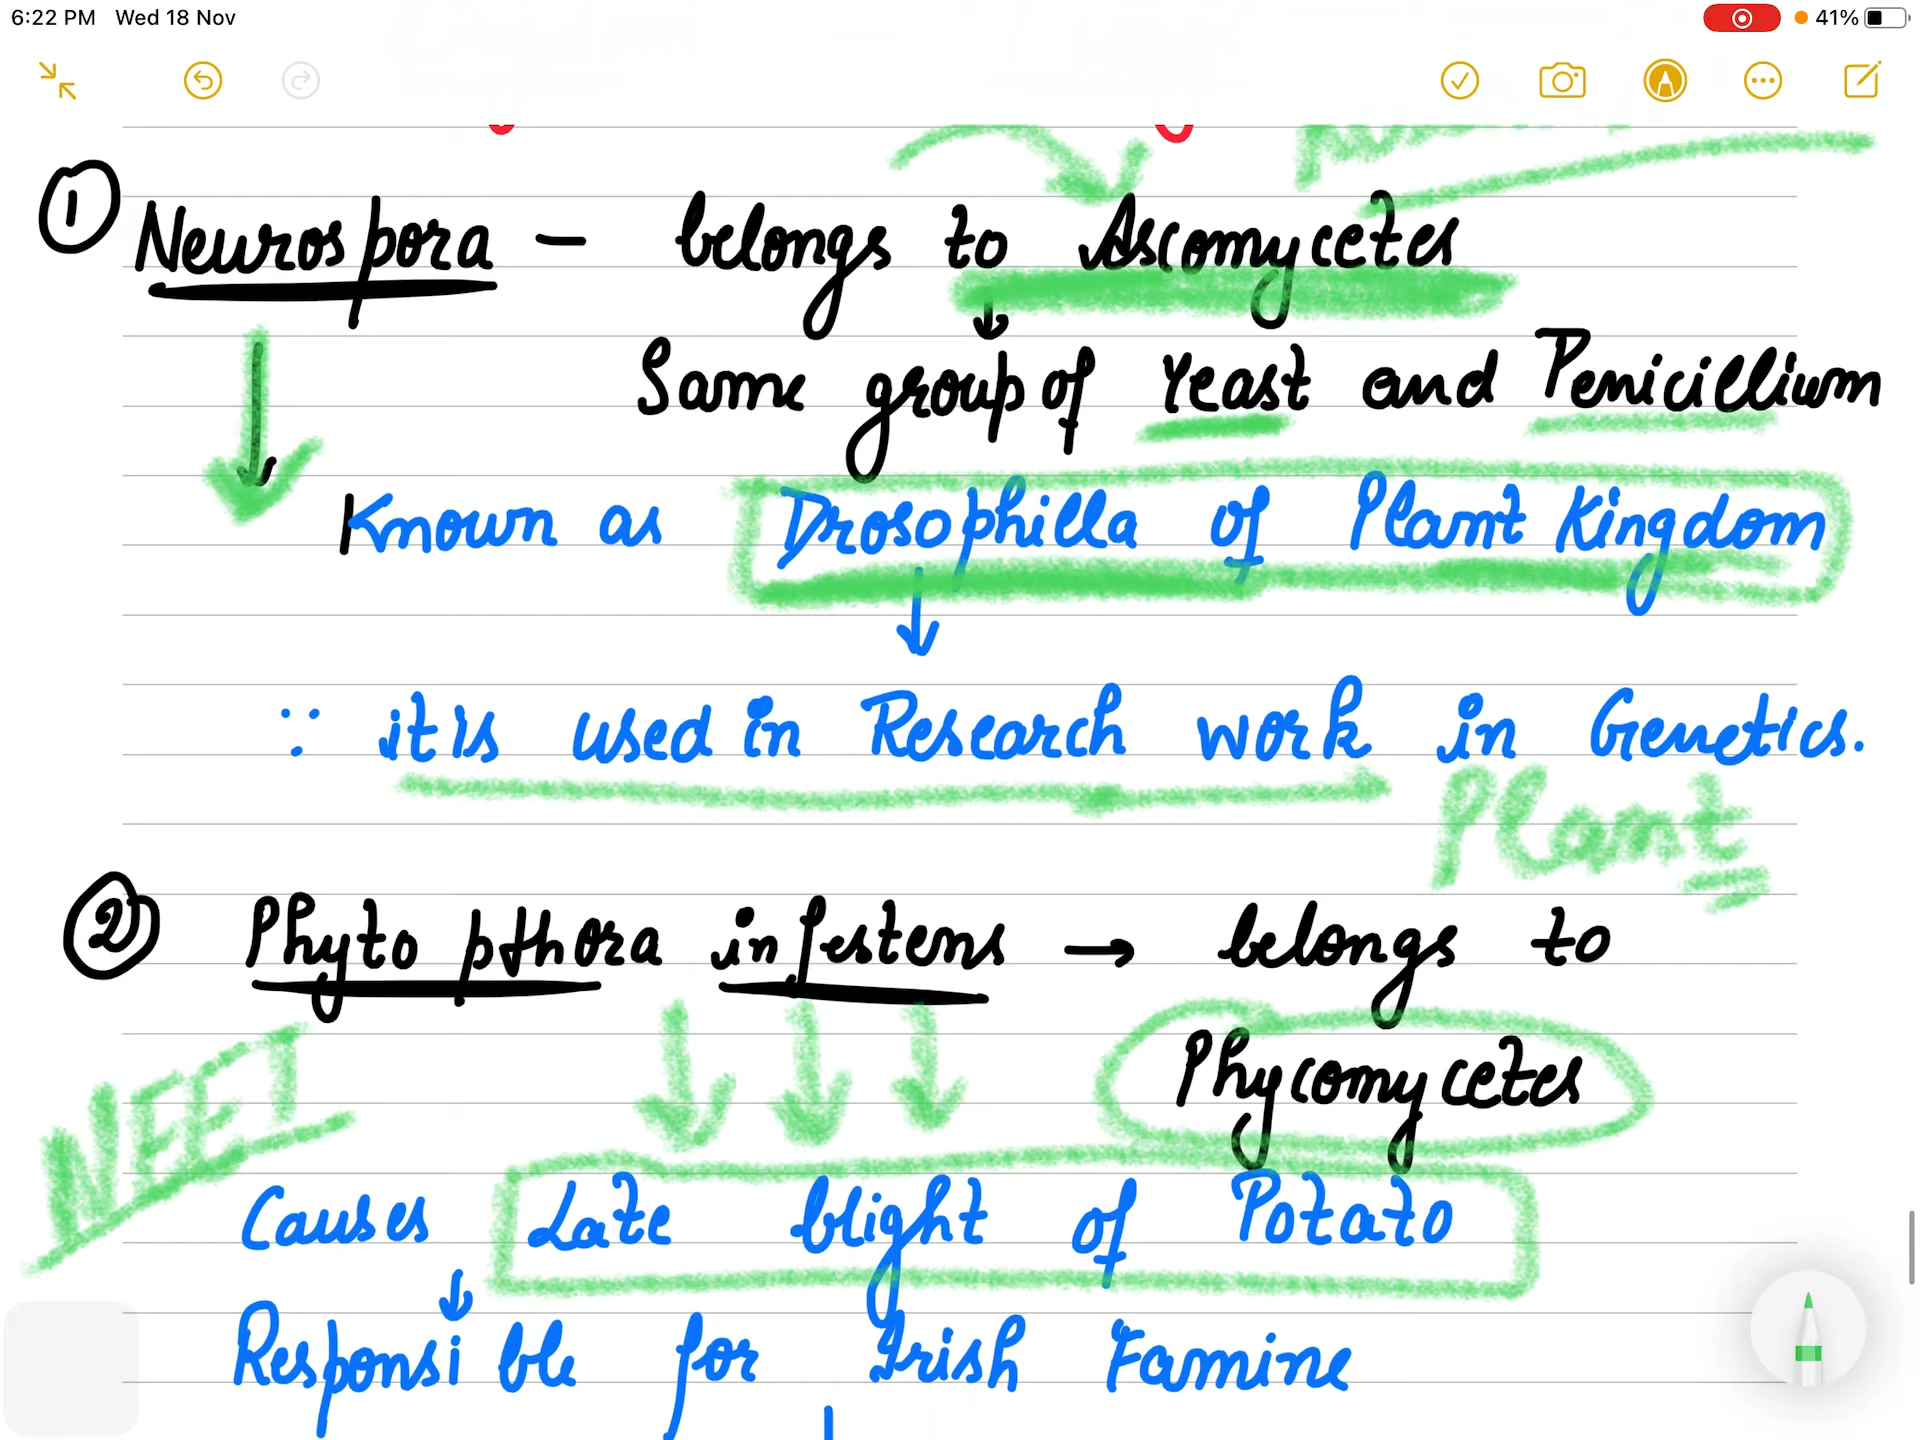 6:22 PM Wed 18 Nov 41%
① Neurospora – belongs to Ascomycetes
↓
Same group of Yeast and Penicillium
Known as Drosophilla of Plant Kingdom
↓
∵ it is used in Research work in Genetics.
Plant
② Phyto pthora infestens → belongs to
Phycomycetes
NEET
Causes Late blight of Potato
↓
Responsible for Irish Famine